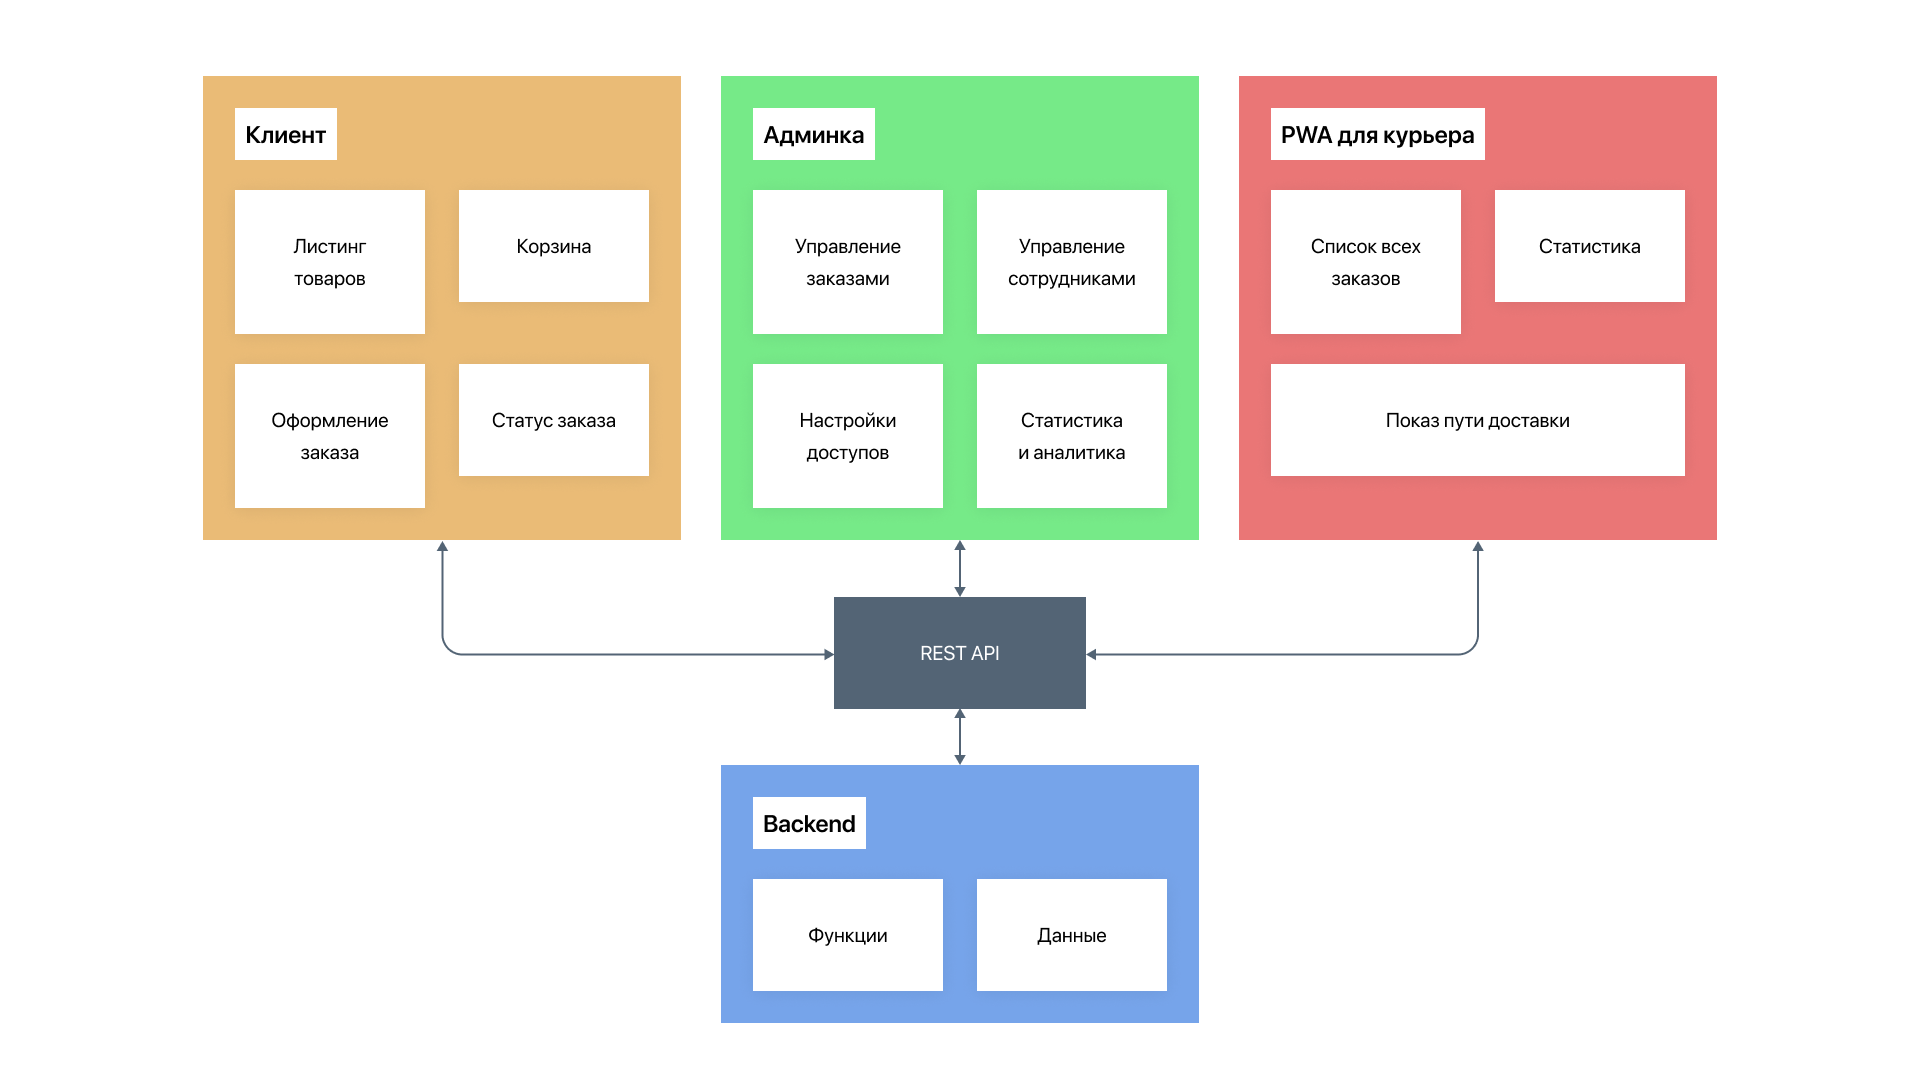 Клиент
Листинг
товаров
Корзина
Оформление
заказа
Статус заказа
Админка
Управление
заказами
Управление
сотрудниками
Настройки
доступов
Статистика
и аналитика
PWA для курьера
Список всех
заказов
Статистика
Показ пути доставки
REST API
Backend
Функции
Данные